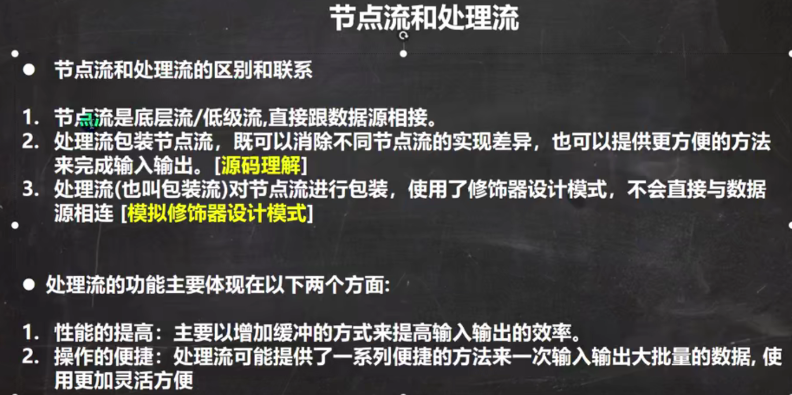 节点流和处理流
● 节点流和处理流的区别和联系
1. 节点流是底层流/低级流,直接跟数据源相接。
2. 处理流包装节点流，既可以消除不同节点流的实现差异，也可以提供更方便的方法
来完成输入输出。[源码理解]
3. 处理流(也叫包装流)对节点流进行包装，使用了修饰器设计模式，不会直接与数据
源相连 [模拟修饰器设计模式]
● 处理流的功能主要体现在以下两个方面:
1. 性能的提高：主要以增加缓冲的方式来提高输入输出的效率。
2. 操作的便捷：处理流可能提供了一系列便捷的方法来一次输入输出大批量的数据, 使
用更加灵活方便